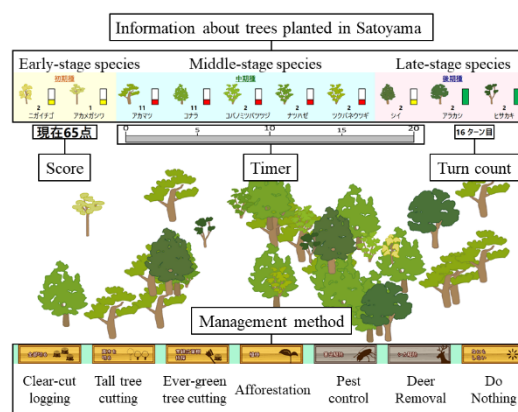 Information about trees planted in Satoyama
Early-stage species
Middle-stage species
Late-stage species
初期種
中期種
後期種
2 1 11 11 2 2 2 2 2 2
ニガイチゴ アカメガシワ アカマツ コナラ コバノミツバツツジ ナツハゼ ツクバネウツギ シイ アラカシ ヒサカキ
現在65点
0 5 10 15 20
16 ターン目
Score
Timer
Turn count
Management method
Clear-cut logging
Tall tree cutting
Ever-green tree cutting
Afforestation
Pest control
Deer Removal
Do Nothing